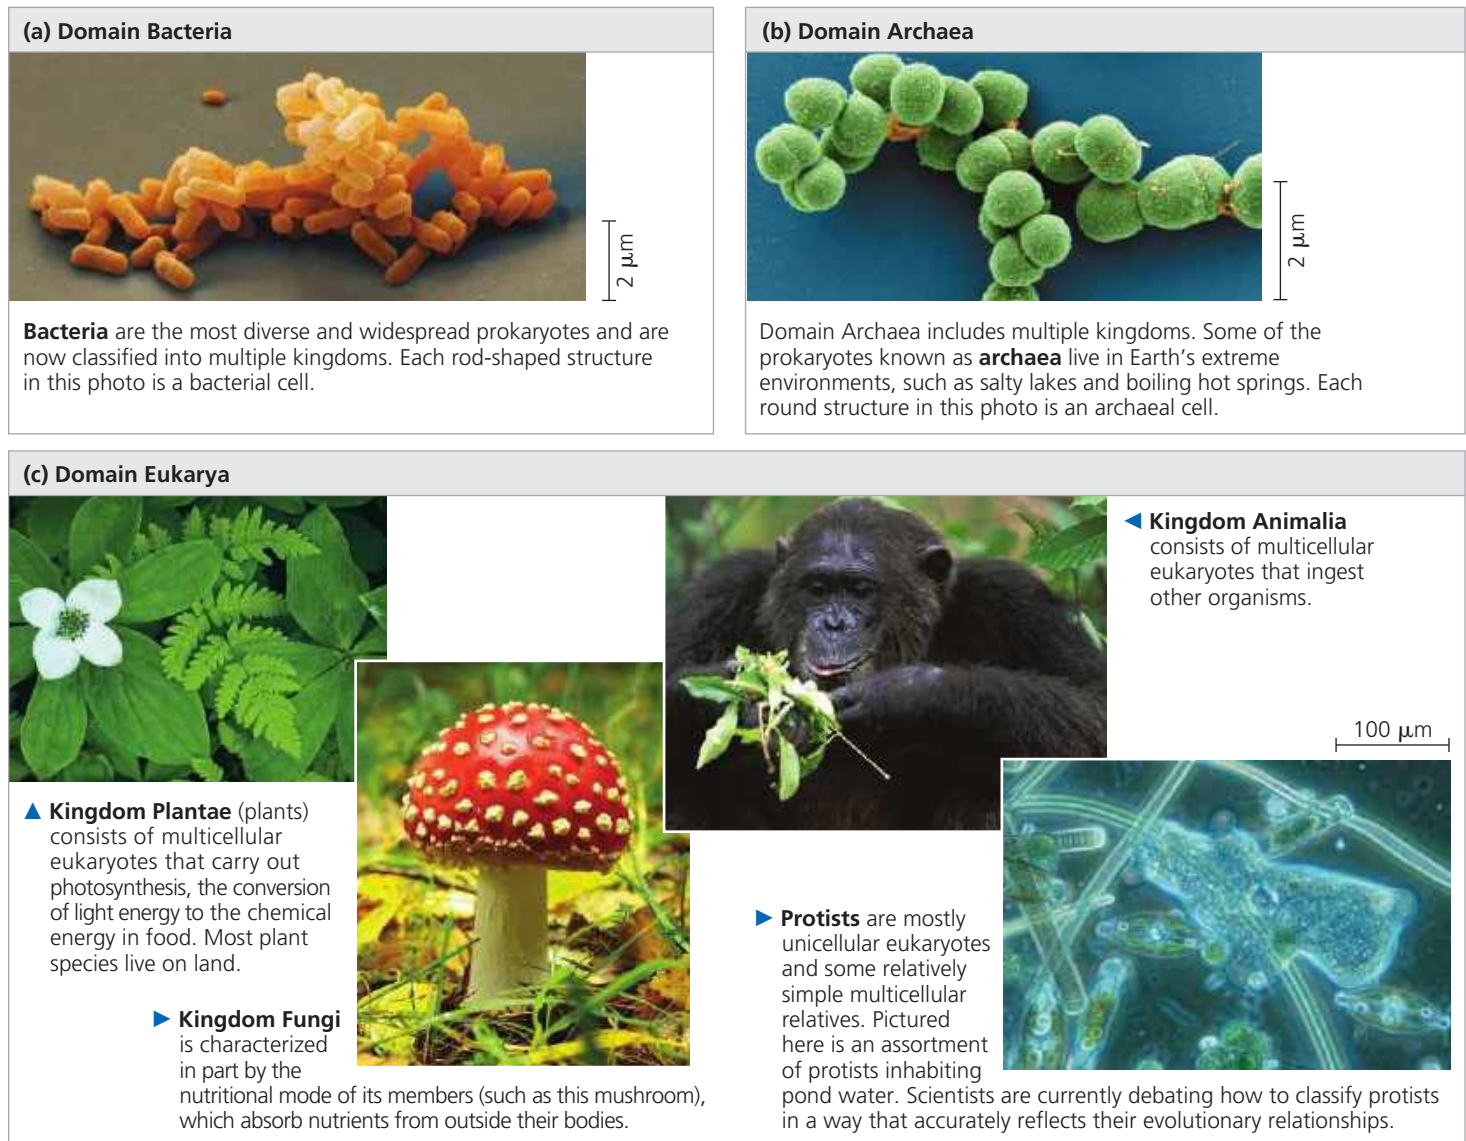 (a) Domain Bacteria
2 μm
Bacteria are the most diverse and widespread prokaryotes and are
now classified into multiple kingdoms. Each rod-shaped structure
in this photo is a bacterial cell.
(b) Domain Archaea
2 μm
Domain Archaea includes multiple kingdoms. Some of the
prokaryotes known as archaea live in Earth's extreme
environments, such as salty lakes and boiling hot springs. Each
round structure in this photo is an archaeal cell.
(c) Domain Eukarya
▲ Kingdom Plantae (plants)
consists of multicellular
eukaryotes that carry out
photosynthesis, the conversion
of light energy to the chemical
energy in food. Most plant
species live on land.
► Kingdom Fungi
is characterized
in part by the
nutritional mode of its members (such as this mushroom),
which absorb nutrients from outside their bodies.
◄ Kingdom Animalia
consists of multicellular
eukaryotes that ingest
other organisms.
100 μm
► Protists are mostly
unicellular eukaryotes
and some relatively
simple multicellular
relatives. Pictured
here is an assortment
of protists inhabiting
pond water. Scientists are currently debating how to classify protists
in a way that accurately reflects their evolutionary relationships.